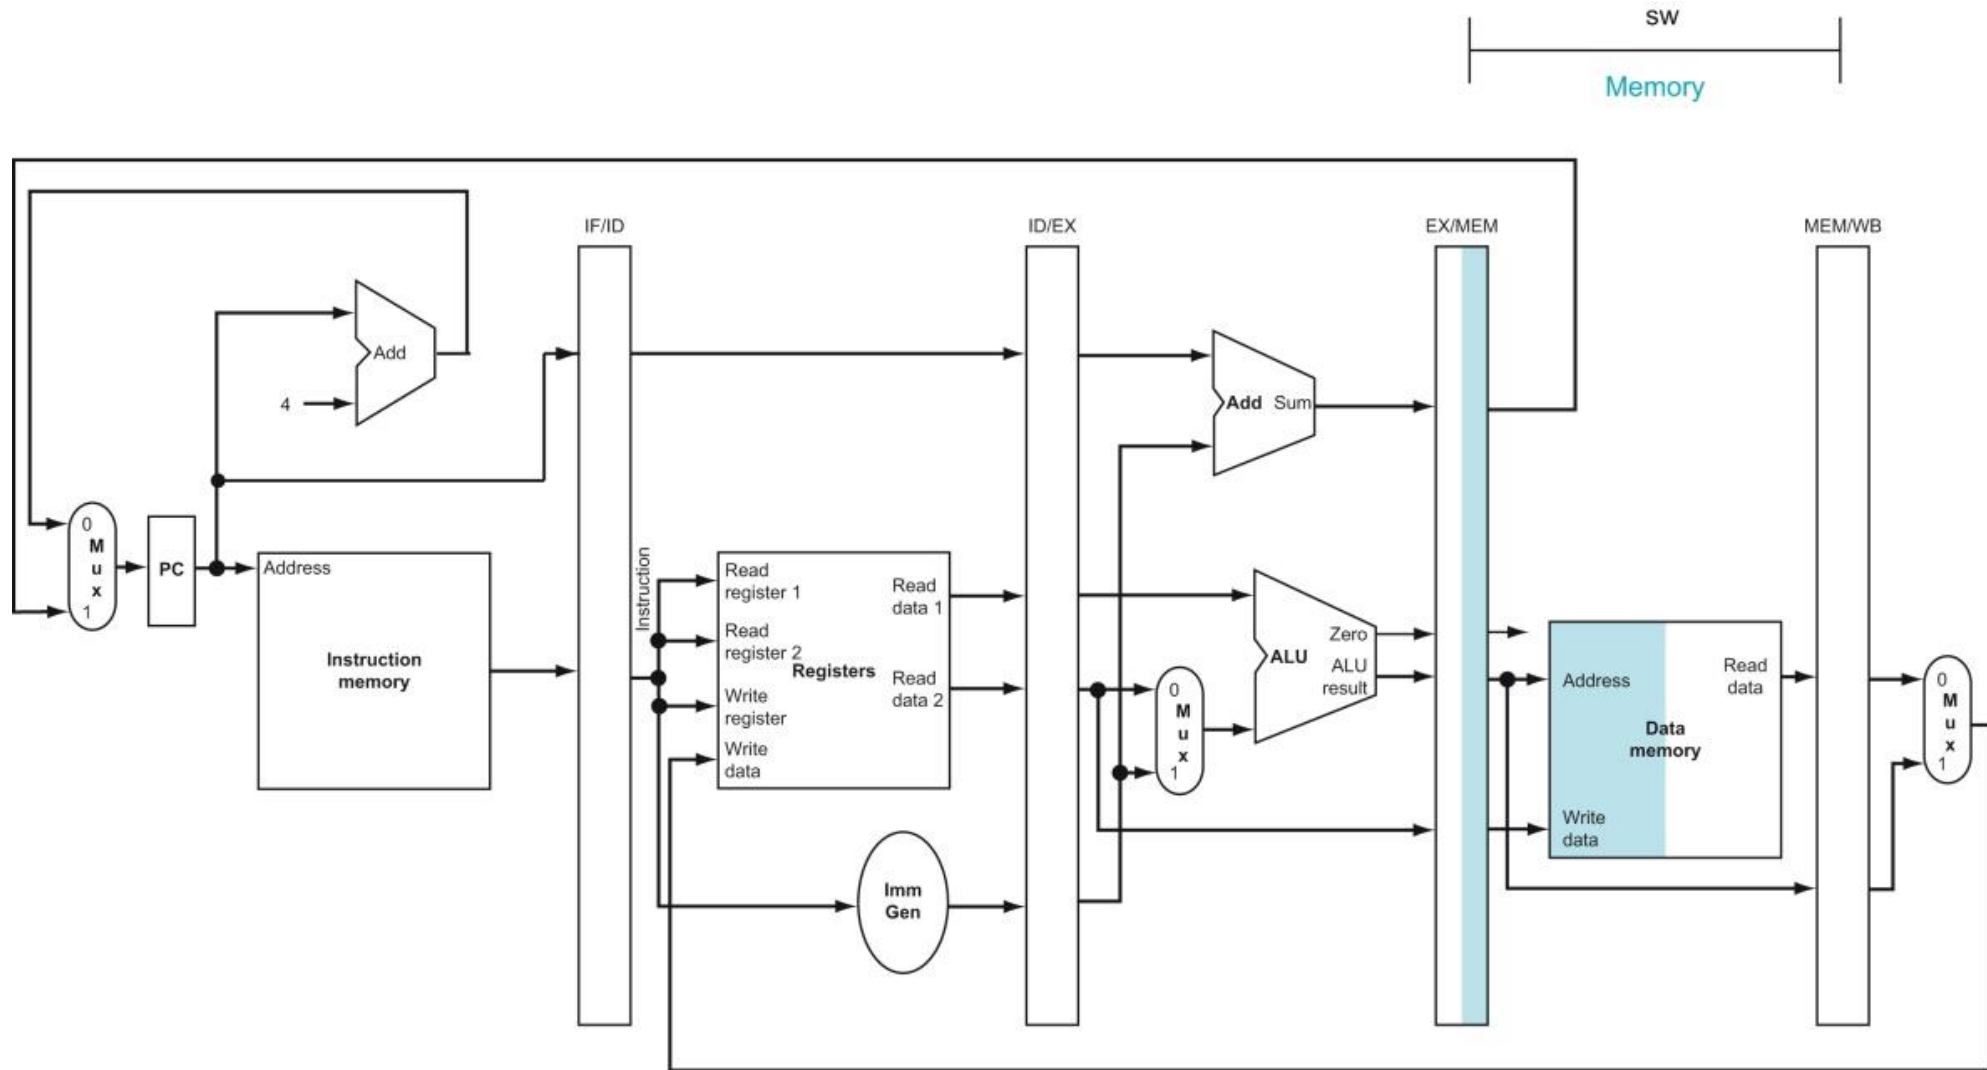 sw
Memory
IF/ID
ID/EX
EX/MEM
MEM/WB
Add
4
Add Sum
0
M
u
x
1
PC
Address
Instruction
memory
Instruction
Read
register 1
Read
register 2
Write
register
Write
data
Registers
Read
data 1
Read
data 2
Imm
Gen
0
M
u
x
1
ALU
Zero
ALU
result
Address
Write
data
Data
memory
Read
data
0
M
u
x
1